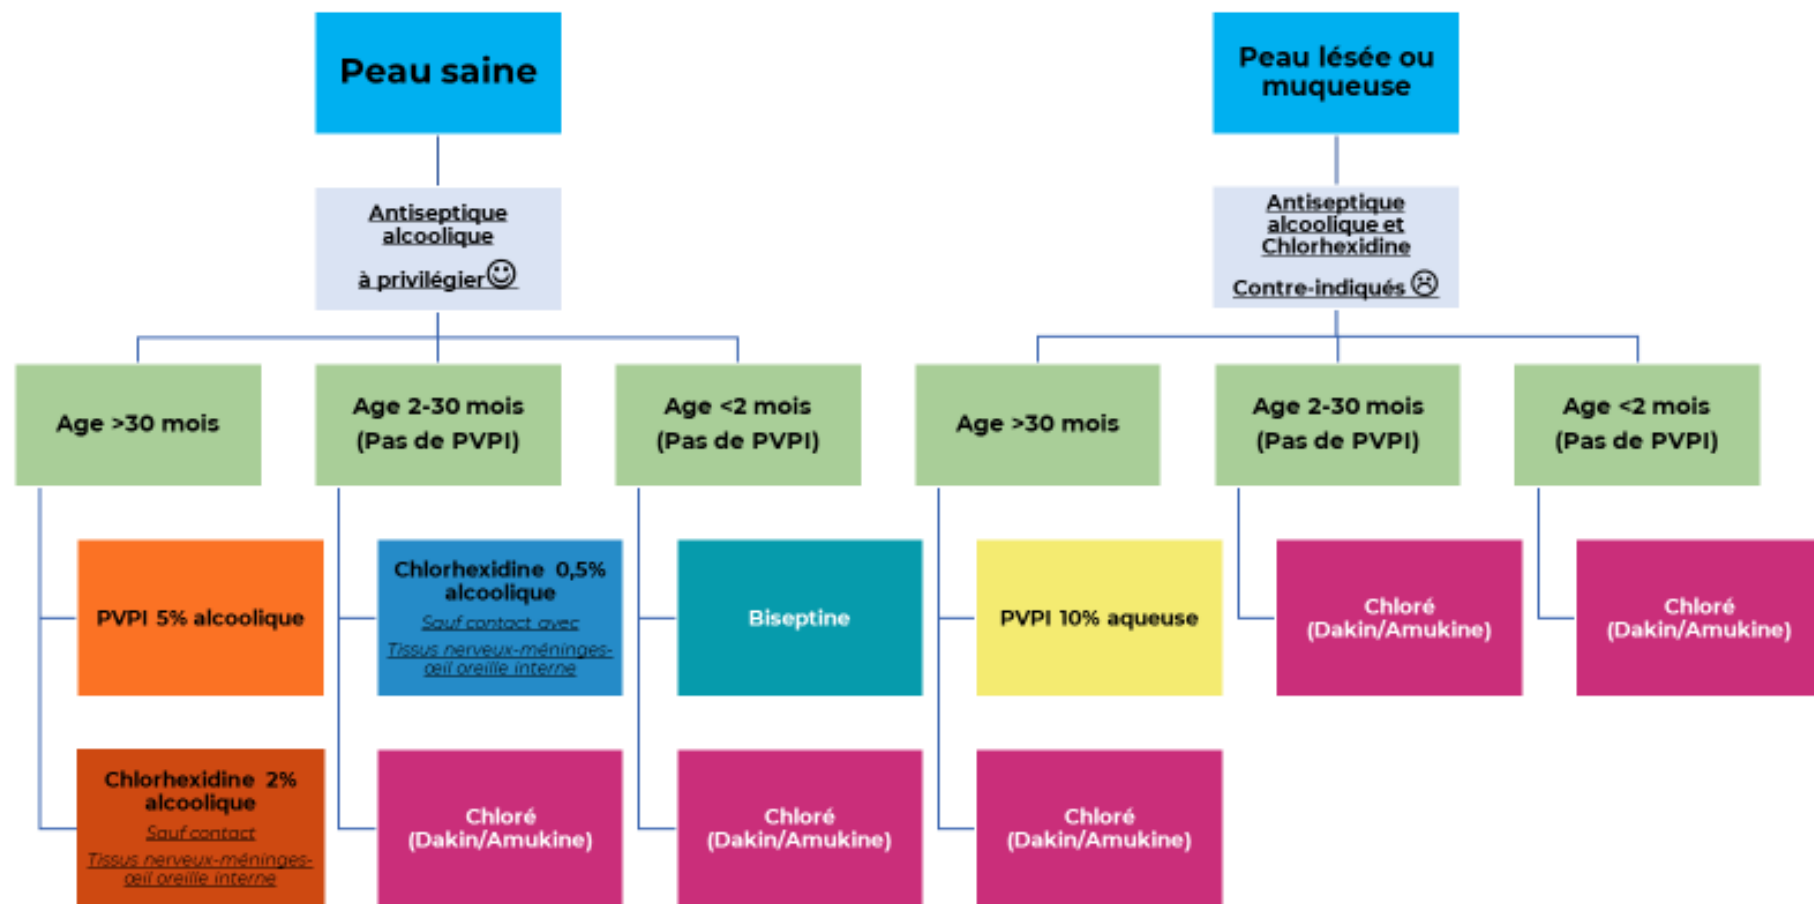 Peau saine
Peau lésée ou
muqueuse
Antiseptique
alcoolique
à privilégier☺
Antiseptique
alcoolique et
Chlorhexidine
Contre-indiqués ☹
Age >30 mois
Age 2-30 mois
(Pas de PVPI)
Age <2 mois
(Pas de PVPI)
Age >30 mois
Age 2-30 mois
(Pas de PVPI)
Age <2 mois
(Pas de PVPI)
PVPI 5% alcoolique
Chlorhexidine 0,5%
alcoolique
Sauf contact avec
Tissus nerveux-méninges-
œil oreille interne
Biseptine
PVPI 10% aqueuse
Chloré
(Dakin/Amukine)
Chloré
(Dakin/Amukine)
Chlorhexidine 2%
alcoolique
Sauf contact
Tissus nerveux-méninges-
œil oreille interne
Chloré
(Dakin/Amukine)
Chloré
(Dakin/Amukine)
Chloré
(Dakin/Amukine)